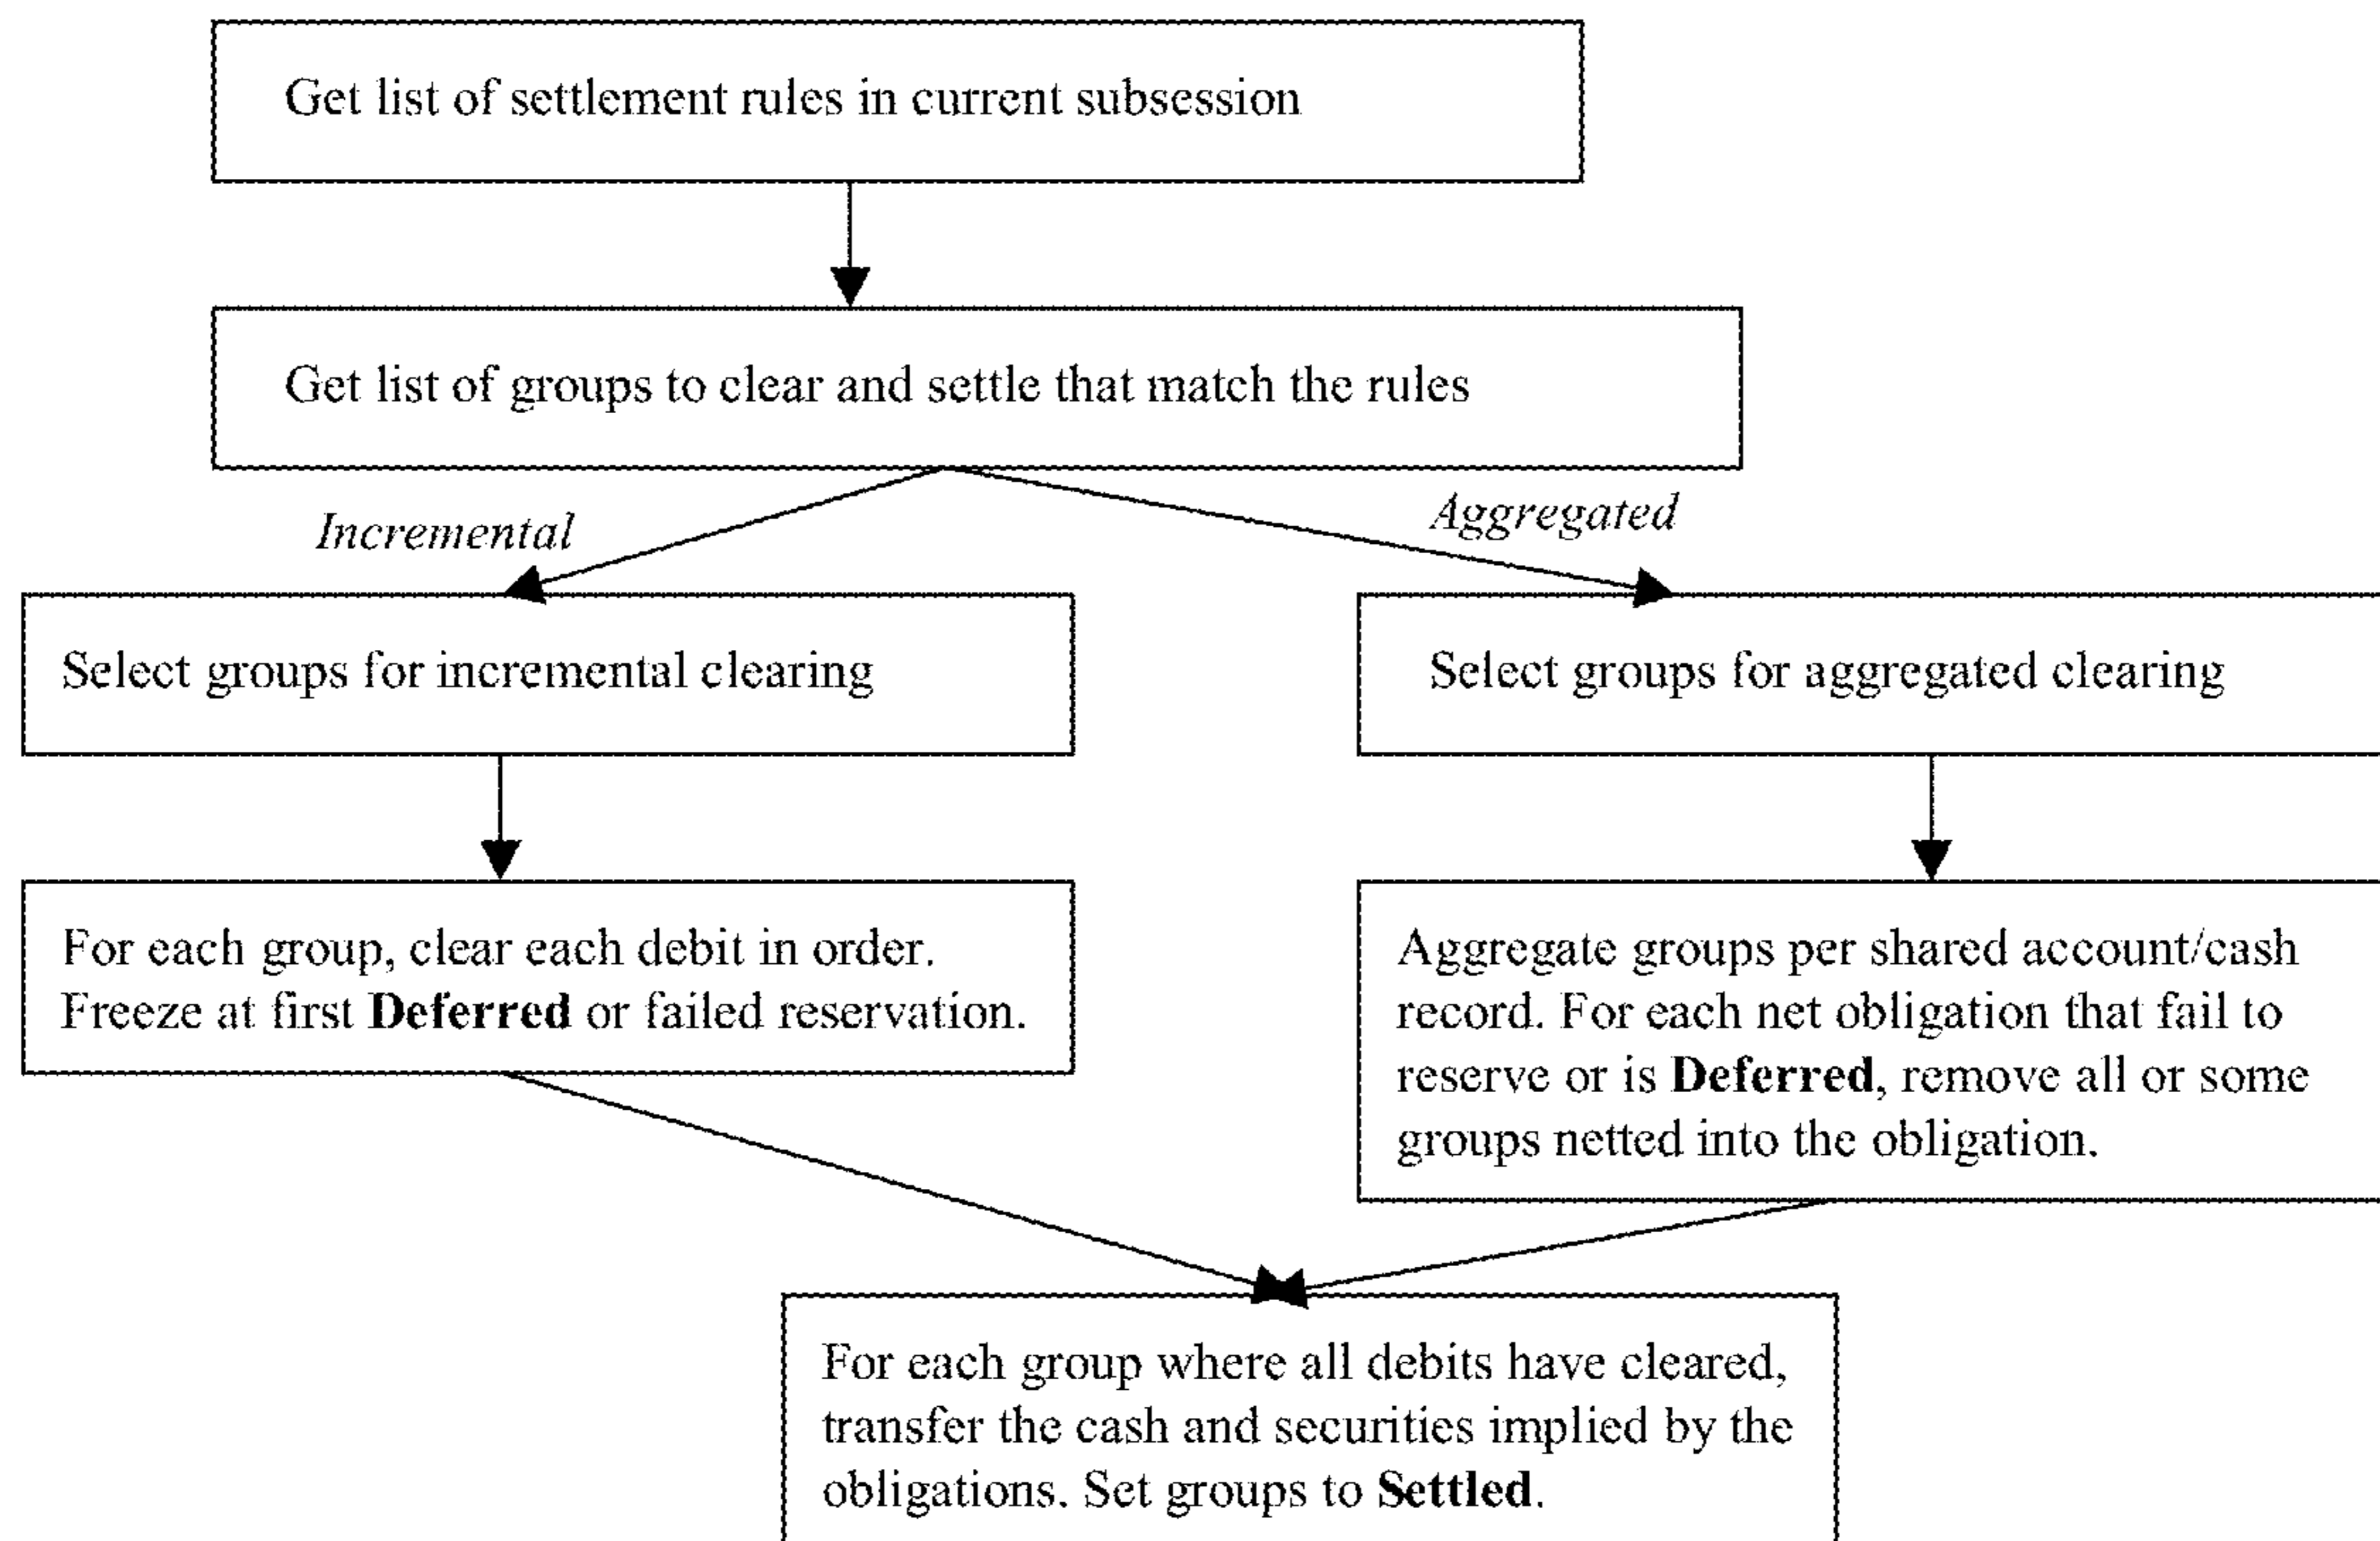 Get list of settlement rules in current subsession
Get list of groups to clear and settle that match the rules
Incremental
Aggregated
Select groups for incremental clearing
Select groups for aggregated clearing
For each group, clear each debit in order.
Freeze at first Deferred or failed reservation.
Aggregate groups per shared account/cash
record. For each net obligation that fail to
reserve or is Deferred, remove all or some
groups netted into the obligation.
For each group where all debits have cleared,
transfer the cash and securities implied by the
obligations. Set groups to Settled.